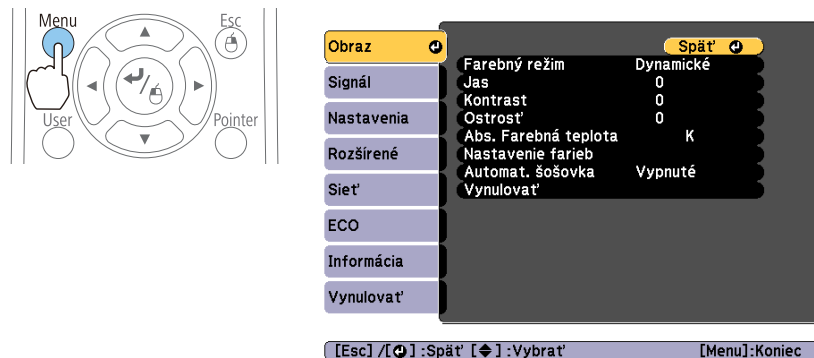 Menu
Esc
User
Pointer
Obraz
Signál
Nastavenia
Rozšírené
Sieť
ECO
Informácia
Vynulovať
Späť
Farebný režim Dynamické
Jas 0
Kontrast 0
Ostrosť 0
Abs. Farebná teplota K
Nastavenie farieb
Automat. šošovka Vypnuté
Vynulovať
[Esc] /[ ] :Späť [ ] :Vybrať [Menu]:Koniec